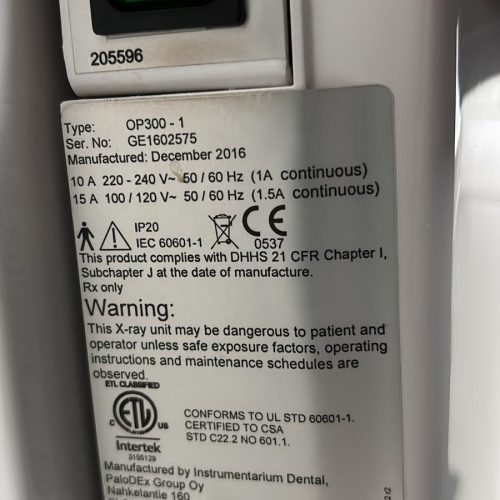 205596
Type: OP300 - 1
Ser. No: GE1602575
Manufactured: December 2016
10 A 220 - 240 V~ 50 / 60 Hz (1A continuous)
15 A 100 / 120 V~ 50 / 60 Hz (1.5A continuous)
IP20
IEC 60601-1
CE
0537
This product complies with DHHS 21 CFR Chapter I,
Subchapter J at the date of manufacture.
Rx only
Warning:
This X-ray unit may be dangerous to patient and
operator unless safe exposure factors, operating
instructions and maintenance schedules are
observed.
ETL CLASSIFIED
C ETL US
Intertek
3155129
CONFORMS TO UL STD 60601-1.
CERTIFIED TO CSA
STD C22.2 NO 601.1.
Manufactured by Instrumentarium Dental,
PaloDEx Group Oy
Nahkelantie 160